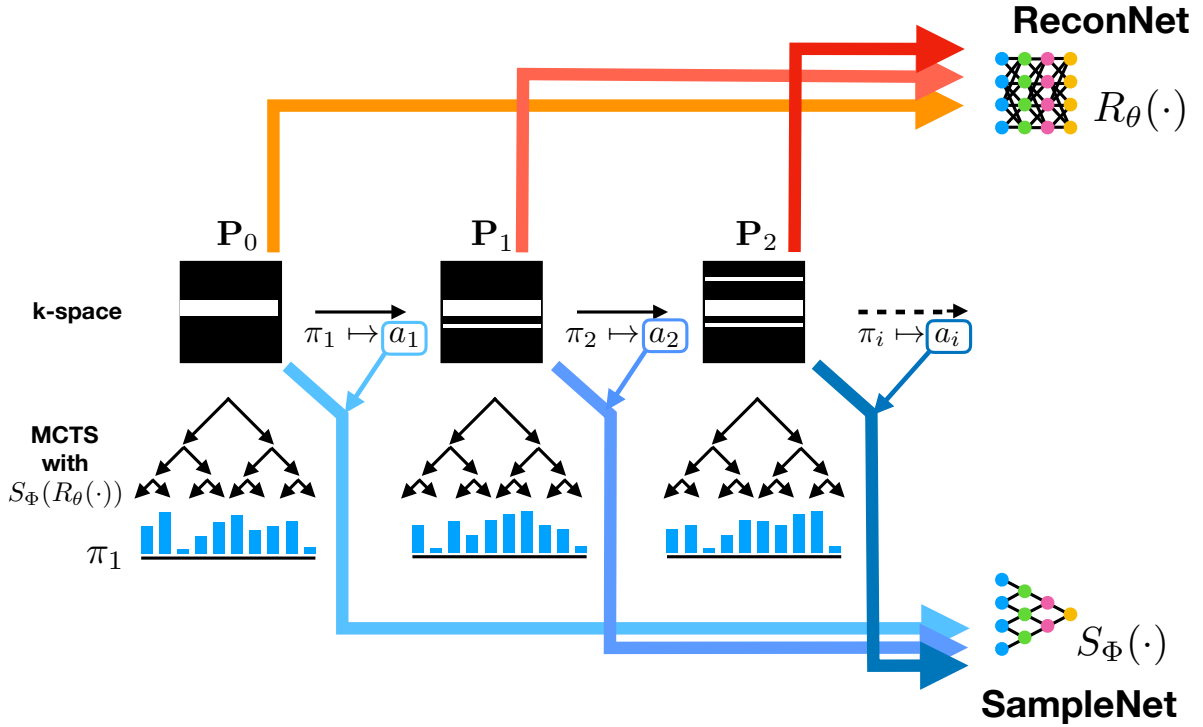 ReconNet
R_θ(·)
P_0
P_1
P_2
k-space
π_1 ↦ a_1
π_2 ↦ a_2
π_i ↦ a_i
MCTS
with
S_Φ(R_θ(·))
π_1
S_Φ(·)
SampleNet